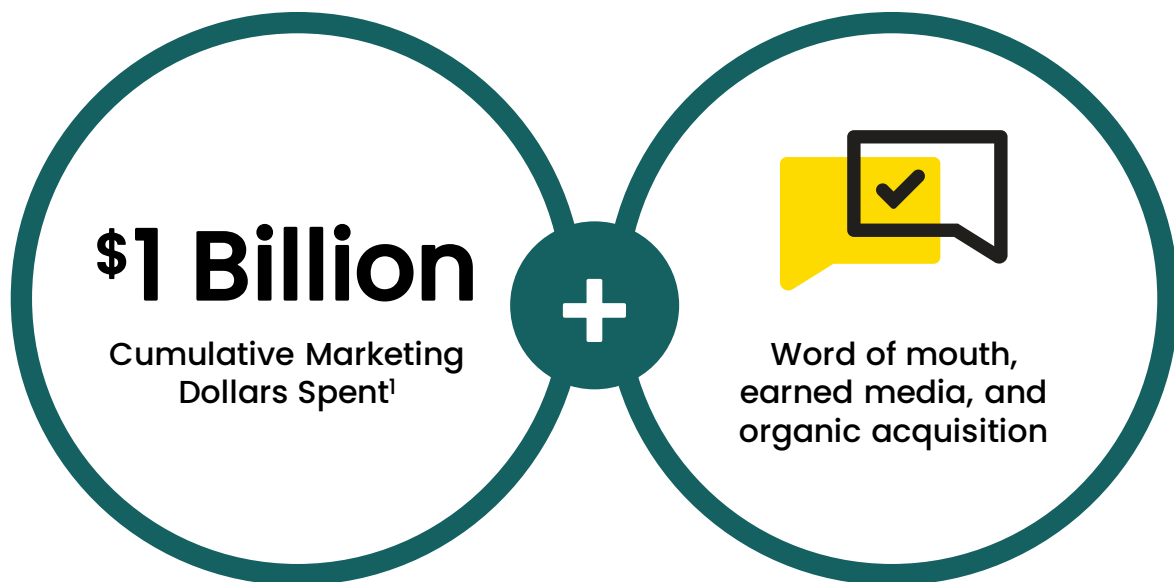 $1 Billion
Cumulative Marketing
Dollars Spent¹
+
Word of mouth,
earned media, and
organic acquisition